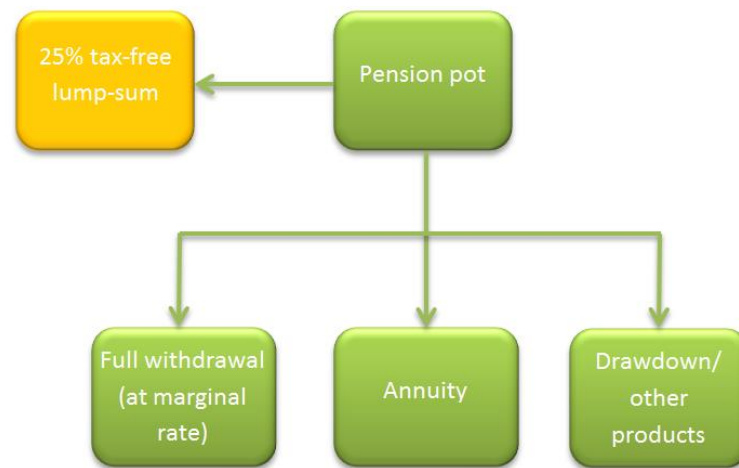 25% tax-free
lump-sum
Pension pot
Full withdrawal
(at marginal
rate)
Annuity
Drawdown/
other
products